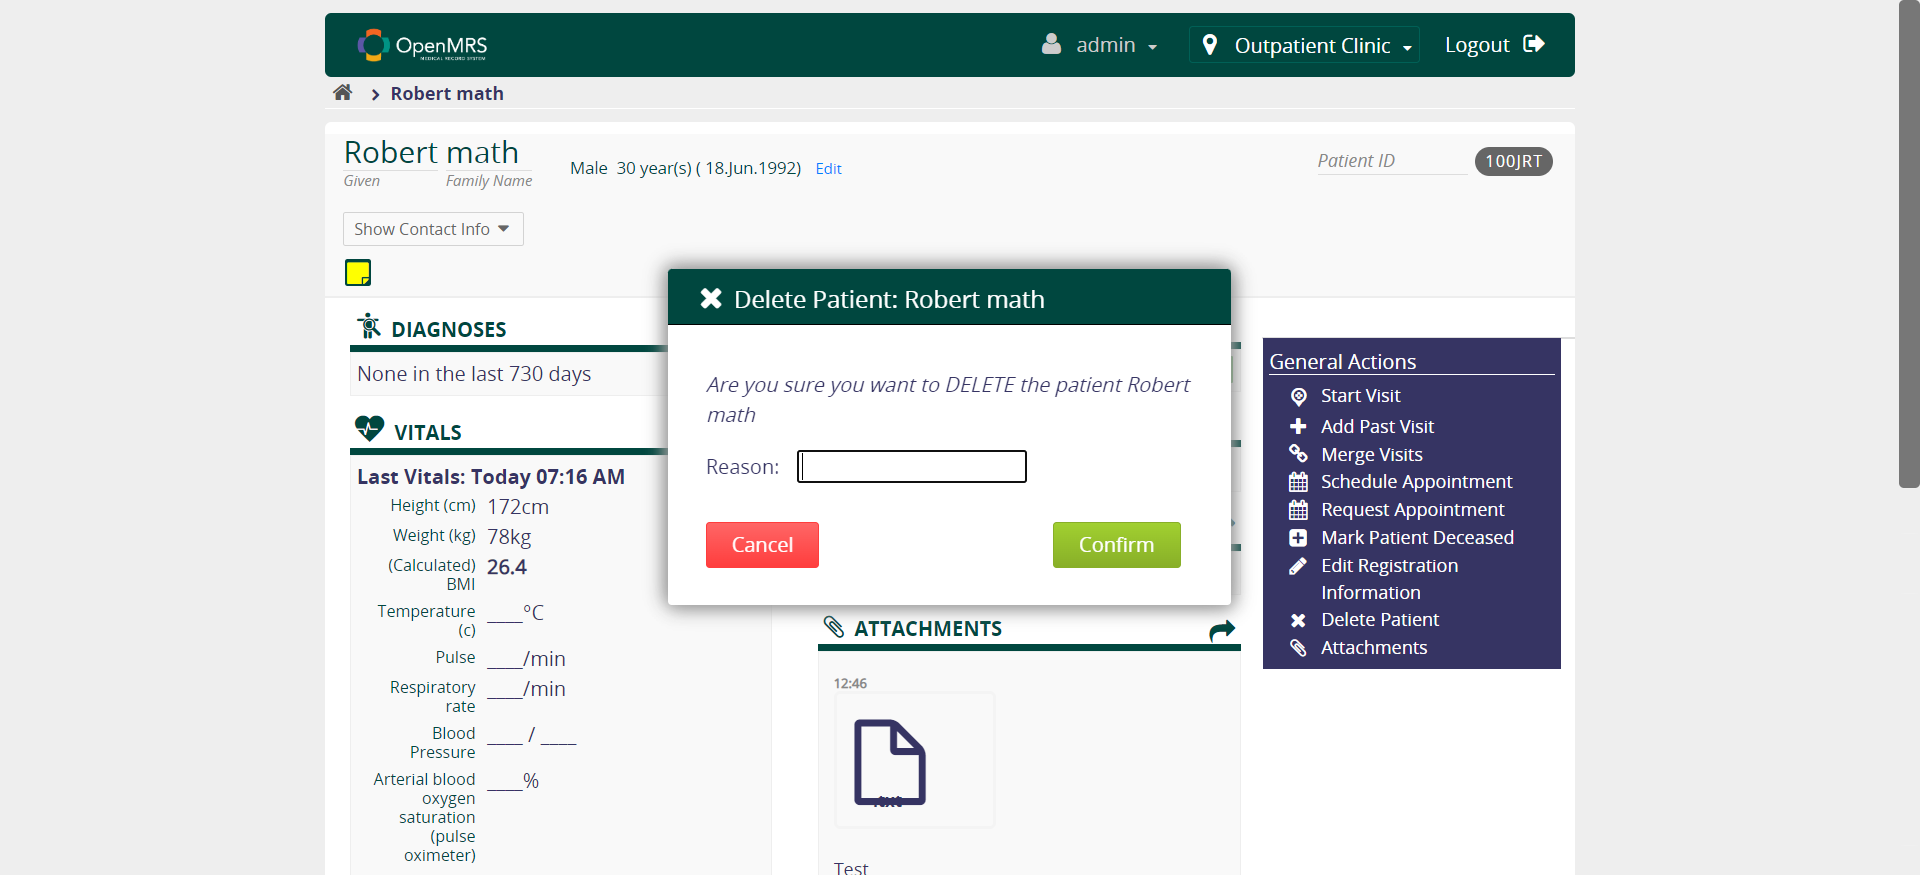 OpenMRS
MEDICAL RECORD SYSTEM
admin
Outpatient Clinic
Logout
Robert math
Robert math
Given
Family Name
Male 30 year(s) ( 18.Jun.1992) Edit
Patient ID
100JRT
Show Contact Info
Delete Patient: Robert math
Are you sure you want to DELETE the patient Robert
math
Reason:
Cancel
Confirm
DIAGNOSES
None in the last 730 days
VITALS
Last Vitals: Today 07:16 AM
Height (cm) 172cm
Weight (kg) 78kg
(Calculated) 26.4
BMI
Temperature ____°C
(c)
Pulse ____/min
Respiratory ____/min
rate
Blood ____ / ____
Pressure
Arterial blood ____%
oxygen
saturation
(pulse
oximeter)
ATTACHMENTS
12:46
.txt
Test
General Actions
Start Visit
Add Past Visit
Merge Visits
Schedule Appointment
Request Appointment
Mark Patient Deceased
Edit Registration
Information
Delete Patient
Attachments